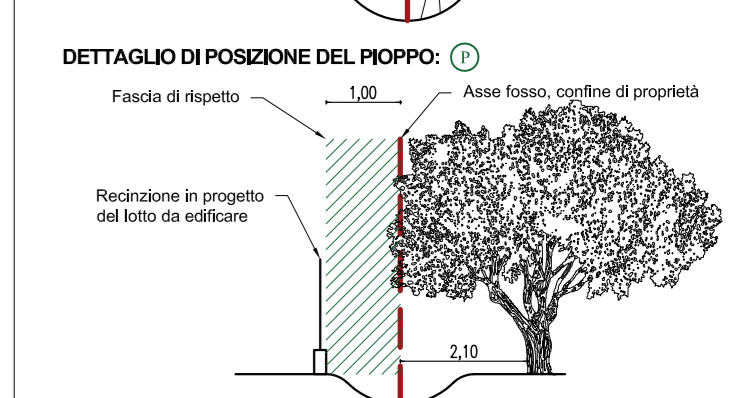 DETTAGLIO DI POSIZIONE DEL PIOPPO: P
Fascia di rispetto
1,00
Asse fosso, confine di proprietà
Recinzione in progetto
del lotto da edificare
2,10